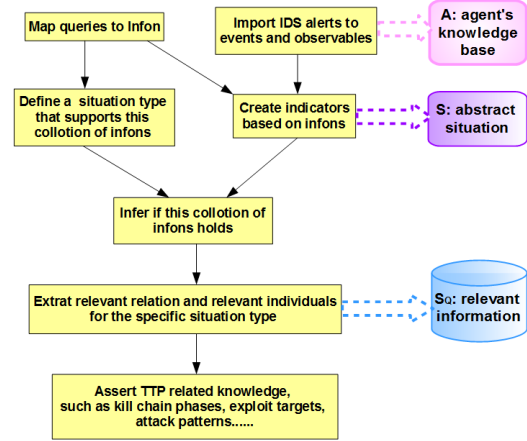 Map queries to Infon
Import IDS alerts to
events and observables
A: agent's
knowledge
base
Define a situation type
that supports this
collotion of infons
Create indicators
based on infons
S: abstract
situation
Infer if this collotion of
infons holds
Extrat relevant relation and relevant individuals
for the specific situation type
SQ: relevant
information
Assert TTP related knowledge,
such as kill chain phases, exploit targets,
attack patterns......